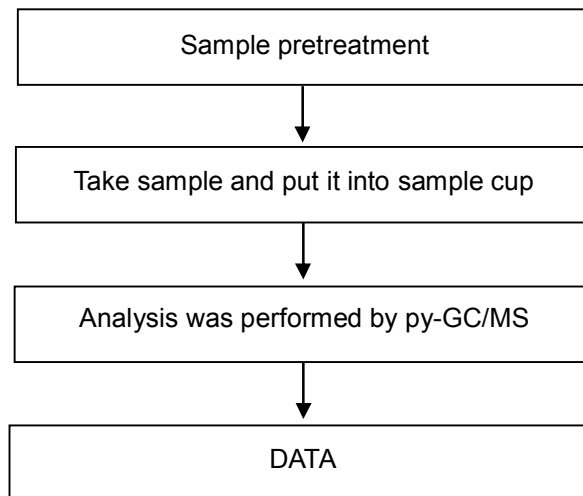 Sample pretreatment
Take sample and put it into sample cup
Analysis was performed by py-GC/MS
DATA